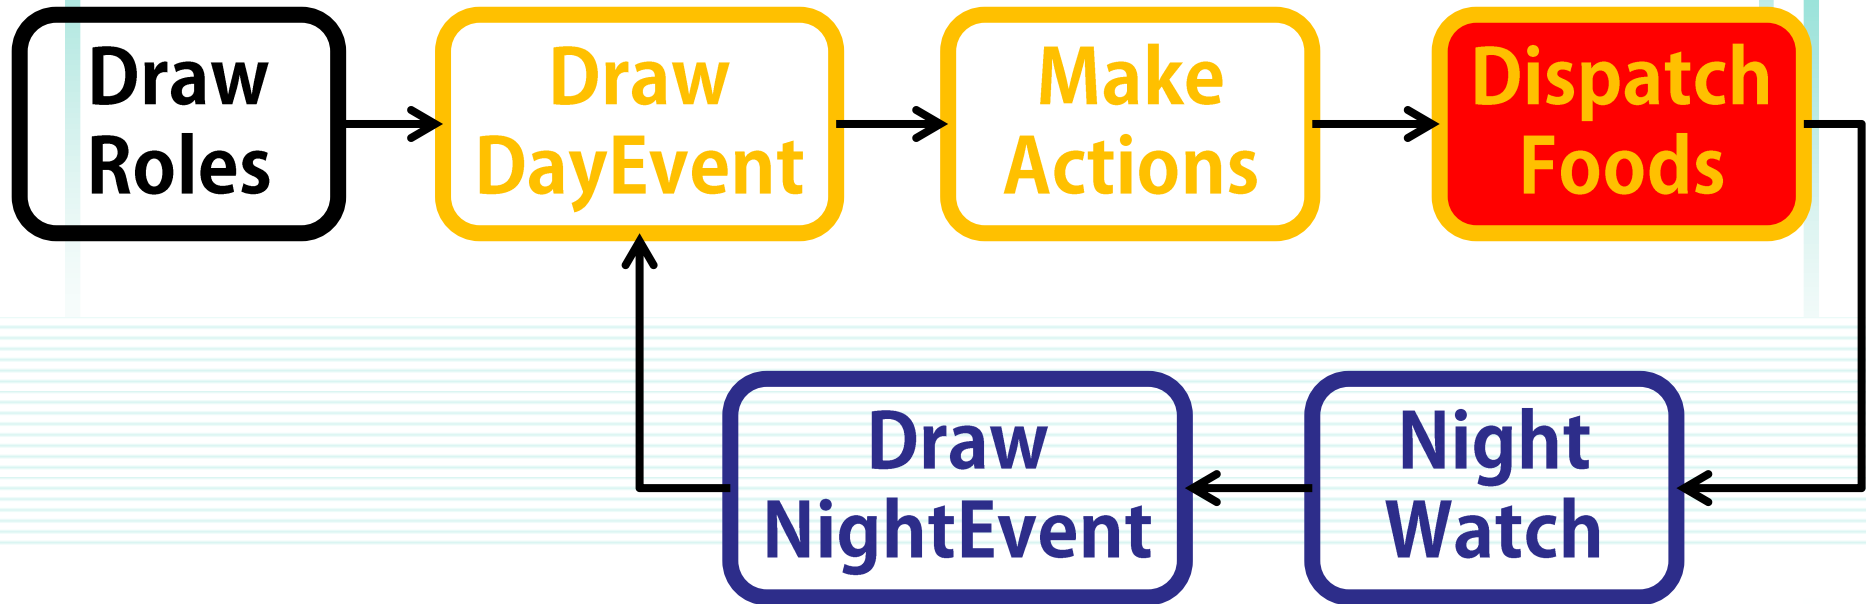 Draw
Roles
Draw
DayEvent
Make
Actions
Dispatch
Foods
Draw
NightEvent
Night
Watch